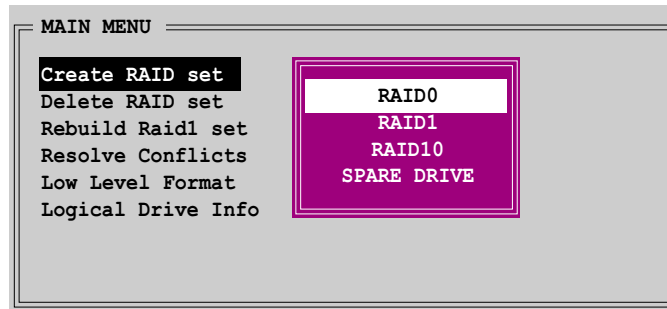 MAIN MENU
Create RAID set
Delete RAID set
Rebuild Raid1 set
Resolve Conflicts
Low Level Format
Logical Drive Info
RAID0
RAID1
RAID10
SPARE DRIVE